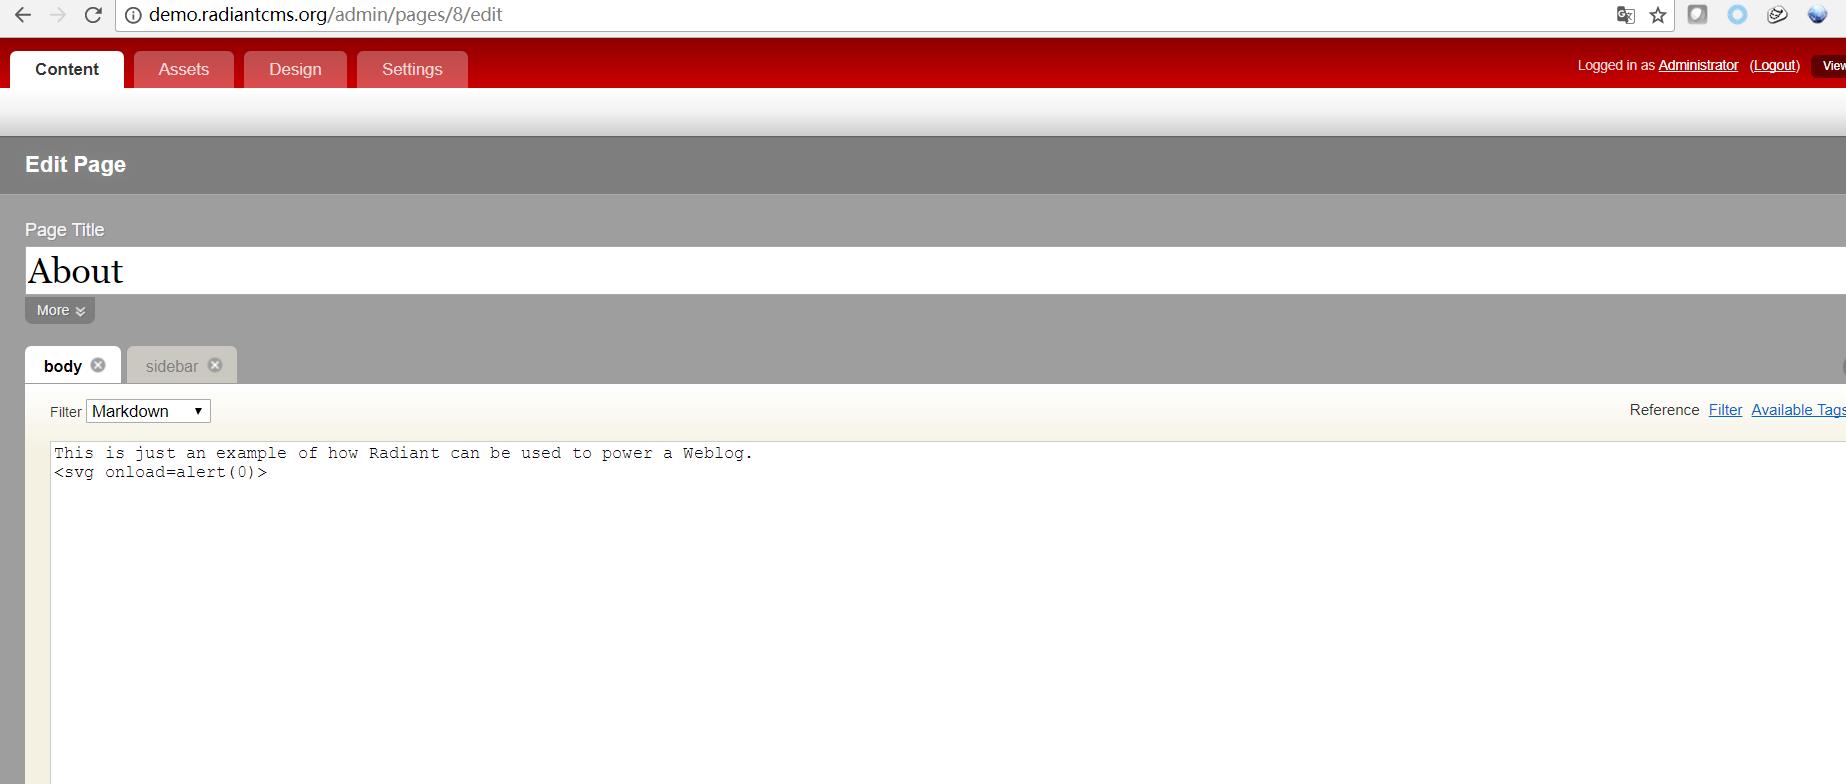 demo.radiantcms.org/admin/pages/8/edit
Content Assets Design Settings Logged in as Administrator (Logout) View
Edit Page
Page Title
About
More
body sidebar
Filter Markdown Reference Filter Available Tags
This is just an example of how Radiant can be used to power a Weblog.
<svg onload=alert(0)>